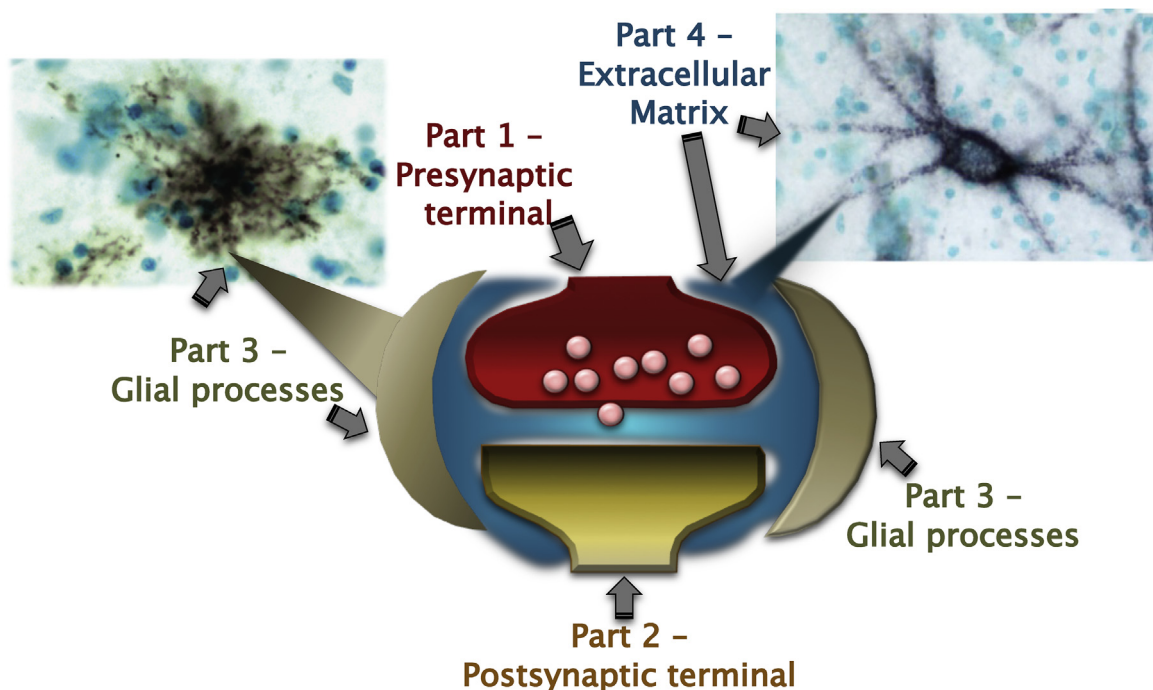 Part 4 –
Extracellular
Matrix
Part 1 –
Presynaptic
terminal
Part 3 –
Glial processes
Part 3 –
Glial processes
Part 2 –
Postsynaptic terminal